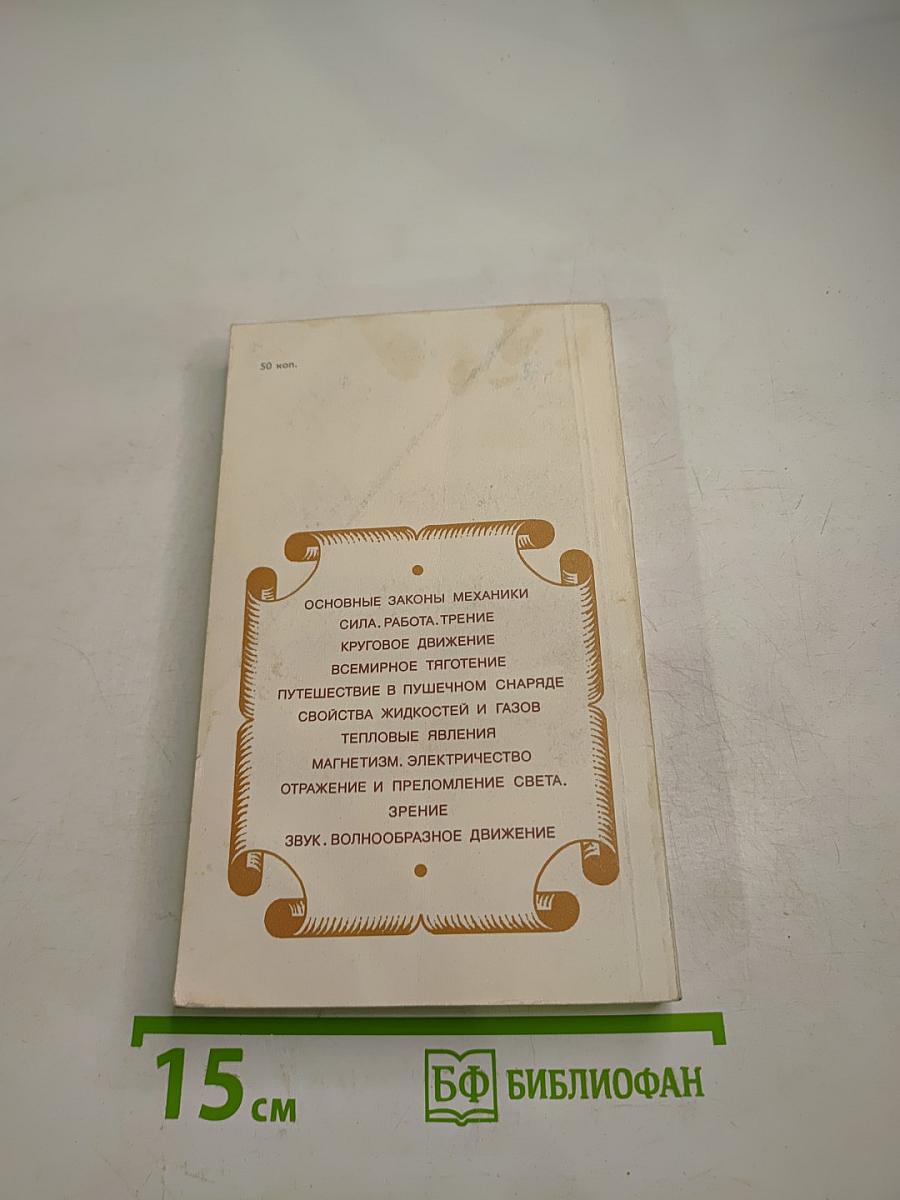 50 коп.
ОСНОВНЫЕ ЗАКОНЫ МЕХАНИКИ
СИЛА. РАБОТА. ТРЕНИЕ
КРУГОВОЕ ДВИЖЕНИЕ
ВСЕМИРНОЕ ТЯГОТЕНИЕ
ПУТЕШЕСТВИЕ В ПУШЕЧНОМ СНАРЯДЕ
СВОЙСТВА ЖИДКОСТЕЙ И ГАЗОВ
ТЕПЛОВЫЕ ЯВЛЕНИЯ
МАГНЕТИЗМ. ЭЛЕКТРИЧЕСТВО
ОТРАЖЕНИЕ И ПРЕЛОМЛЕНИЕ СВЕТА.
ЗРЕНИЕ
ЗВУК. ВОЛНООБРАЗНОЕ ДВИЖЕНИЕ
15 см
БФ БИБЛИОФАН